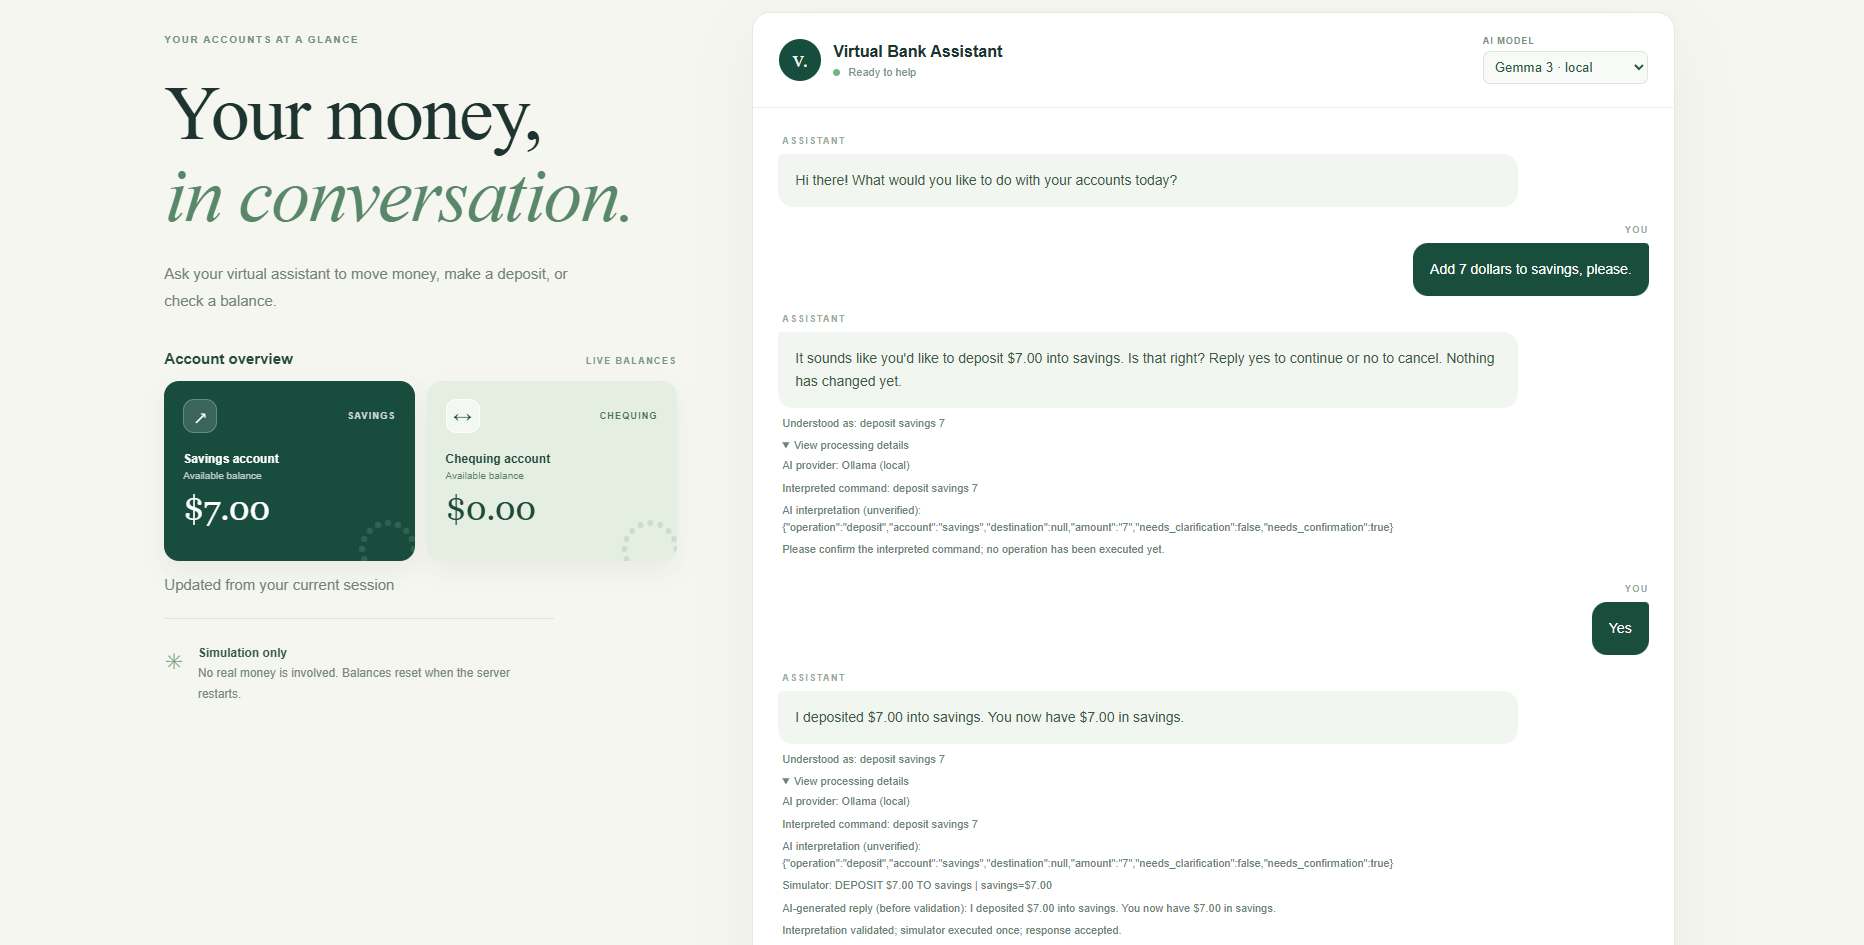 YOUR ACCOUNTS AT A GLANCE
Your money,
in conversation.
Ask your virtual assistant to move money, make a deposit, or
check a balance.
Account overview
LIVE BALANCES
SAVINGS
Savings account
Available balance
$7.00
CHEQUING
Chequing account
Available balance
$0.00
Updated from your current session
Simulation only
No real money is involved. Balances reset when the server
restarts.
v.
Virtual Bank Assistant
Ready to help
AI MODEL
Gemma 3 · local
ASSISTANT
Hi there! What would you like to do with your accounts today?
YOU
Add 7 dollars to savings, please.
ASSISTANT
It sounds like you'd like to deposit $7.00 into savings. Is that right? Reply yes to continue or no to cancel. Nothing
has changed yet.
Understood as: deposit savings 7
▼ View processing details
AI provider: Ollama (local)
Interpreted command: deposit savings 7
AI interpretation (unverified):
{"operation":"deposit","account":"savings","destination":null,"amount":"7","needs_clarification":false,"needs_confirmation":true}
Please confirm the interpreted command; no operation has been executed yet.
YOU
Yes
ASSISTANT
I deposited $7.00 into savings. You now have $7.00 in savings.
Understood as: deposit savings 7
▼ View processing details
AI provider: Ollama (local)
Interpreted command: deposit savings 7
AI interpretation (unverified):
{"operation":"deposit","account":"savings","destination":null,"amount":"7","needs_clarification":false,"needs_confirmation":true}
Simulator: DEPOSIT $7.00 TO savings | savings=$7.00
AI-generated reply (before validation): I deposited $7.00 into savings. You now have $7.00 in savings.
Interpretation validated; simulator executed once; response accepted.